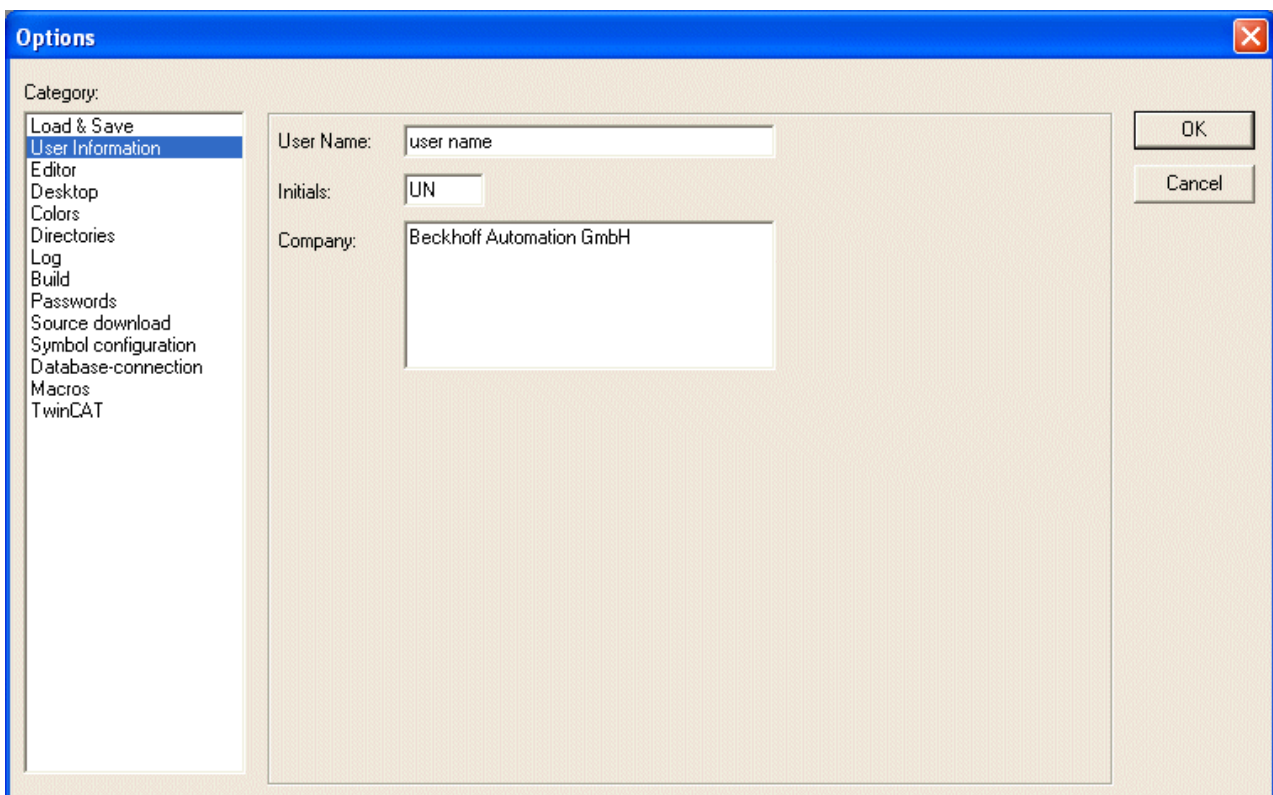 Options
Category:
Load & Save
User Information
Editor
Desktop
Colors
Directories
Log
Build
Passwords
Source download
Symbol configuration
Database-connection
Macros
TwinCAT
User Name:
user name
Initials:
UN
Company:
Beckhoff Automation GmbH
OK
Cancel